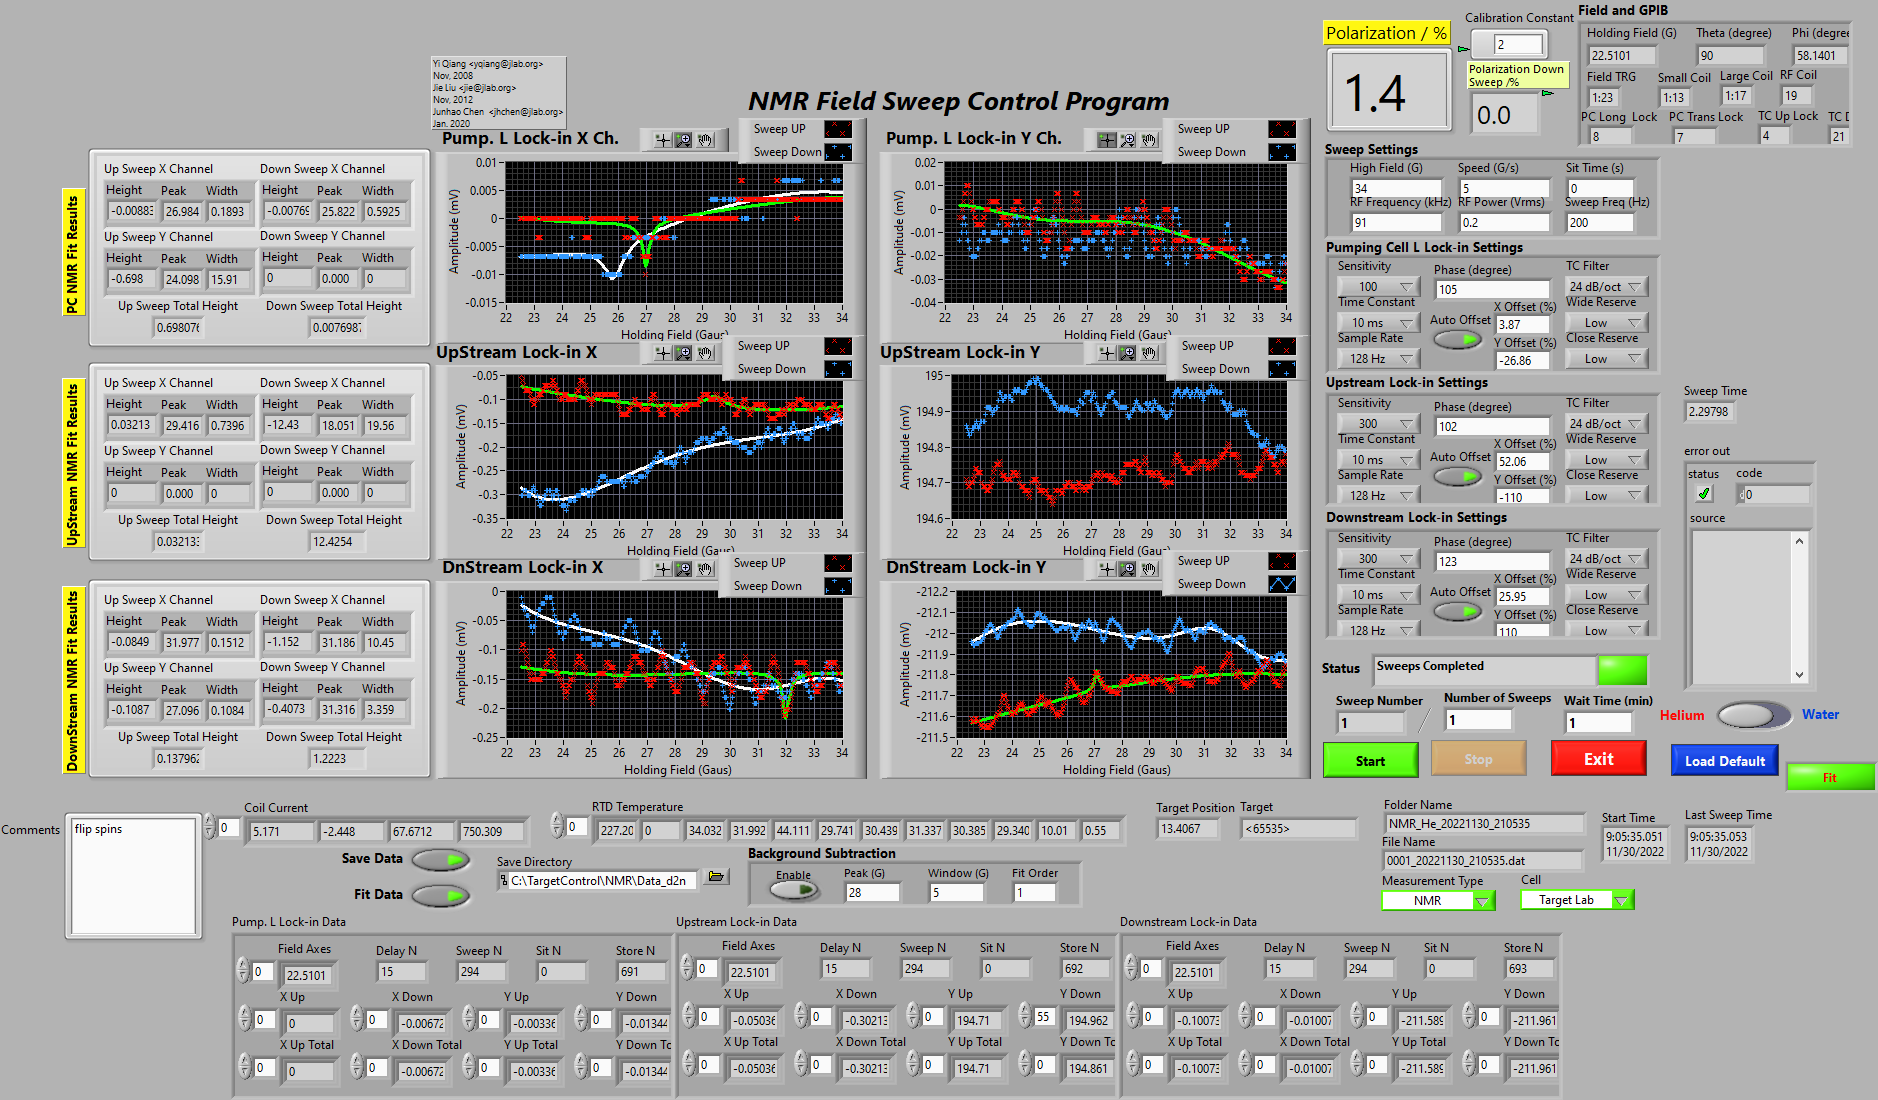 Yi Qiang <yqiang@jlab.org>
Nov, 2008
Jie Liu <jie@jlab.org>
Nov, 2012
Junhao Chen <jhchen@jlab.org>
Jan. 2020
NMR Field Sweep Control Program
Polarization / %
1.4
Calibration Constant
2
Polarization Down
Sweep /%
0.0
Field and GPIB
Holding Field (G) Theta (degree) Phi (degree
22.5101 90 58.1401
Field TRG Small Coil Large Coil RF Coil
1:23 1:13 1:17 19
PC Long Lock PC Trans Lock TC Up Lock TC D
8 7 4 21
PC NMR Fit Results
Up Sweep X Channel Down Sweep X Channel
Height Peak Width Height Peak Width
-0.00883 26.984 0.1893 -0.00769 25.822 0.5925
Up Sweep Y Channel Down Sweep Y Channel
Height Peak Width Height Peak Width
-0.698 24.098 15.91 0 0.000 0
Up Sweep Total Height Down Sweep Total Height
0.698076 0.0076987
Pump. L Lock-in X Ch.
Sweep UP
Sweep Down
Amplitude (mV)
0.01
0.005
0
-0.005
-0.01
-0.015
22 23 24 25 26 27 28 29 30 31 32 33 34
Holding Field (Gaus)
Pump. L Lock-in Y Ch.
Sweep UP
Sweep Down
Amplitude (mV)
0.02
0.01
0
-0.01
-0.02
-0.03
-0.04
22 23 24 25 26 27 28 29 30 31 32 33 34
Holding Field (Gaus)
Sweep Settings
High Field (G) Speed (G/s) Sit Time (s)
34 5 0
RF Frequency (kHz) RF Power (Vrms) Sweep Freq (Hz)
91 0.2 200
Pumping Cell L Lock-in Settings
Sensitivity Phase (degree) TC Filter
100 105 24 dB/oct
Time Constant X Offset (%) Wide Reserve
10 ms Auto Offset 3.87 Low
Sample Rate Y Offset (%) Close Reserve
128 Hz -26.86 Low
UpStream NMR Fit Results
Up Sweep X Channel Down Sweep X Channel
Height Peak Width Height Peak Width
0.03213 29.416 0.7396 -12.43 18.051 19.56
Up Sweep Y Channel Down Sweep Y Channel
Height Peak Width Height Peak Width
0 0.000 0 0 0.000 0
Up Sweep Total Height Down Sweep Total Height
0.032133 12.4254
UpStream Lock-in X
Sweep UP
Sweep Down
Amplitude (mV)
-0.05
-0.1
-0.15
-0.2
-0.25
-0.3
-0.35
22 23 24 25 26 27 28 29 30 31 32 33 34
Holding Field (Gaus)
UpStream Lock-in Y
Sweep UP
Sweep Down
Amplitude (mV)
195
194.9
194.8
194.7
194.6
22 23 24 25 26 27 28 29 30 31 32 33 34
Holding Field (Gaus)
Upstream Lock-in Settings
Sensitivity Phase (degree) TC Filter
300 102 24 dB/oct
Time Constant X Offset (%) Wide Reserve
10 ms Auto Offset 52.06 Low
Sample Rate Y Offset (%) Close Reserve
128 Hz -110 Low
Sweep Time
2.29798
error out
status code
0
source
DownStream NMR Fit Results
Up Sweep X Channel Down Sweep X Channel
Height Peak Width Height Peak Width
-0.0849 31.977 0.1512 -1.152 31.186 10.45
Up Sweep Y Channel Down Sweep Y Channel
Height Peak Width Height Peak Width
-0.1087 27.096 0.1084 -0.4073 31.316 3.359
Up Sweep Total Height Down Sweep Total Height
0.137962 1.2223
DnStream Lock-in X
Sweep UP
Sweep Down
Amplitude (mV)
0
-0.05
-0.1
-0.15
-0.2
-0.25
22 23 24 25 26 27 28 29 30 31 32 33 34
Holding Field (Gaus)
DnStream Lock-in Y
Sweep UP
Sweep Down
Amplitude (mV)
-212.2
-212.1
-212
-211.9
-211.8
-211.7
-211.6
-211.5
22 23 24 25 26 27 28 29 30 31 32 33 34
Holding Field (Gaus)
Downstream Lock-in Settings
Sensitivity Phase (degree) TC Filter
300 123 24 dB/oct
Time Constant X Offset (%) Wide Reserve
10 ms Auto Offset 25.95 Low
Sample Rate Y Offset (%) Close Reserve
128 Hz 110 Low
Status Sweeps Completed
Sweep Number Number of Sweeps Wait Time (min)
1 1 1
Helium Water
Start Stop Exit Load Default Fit
Comments flip spins
Coil Current
0 5.171 -2.448 67.6712 750.309
RTD Temperature
0 227.20 0 34.032 31.992 44.111 29.741 30.439 31.337 30.385 29.340 10.01 0.55
Target Position Target
13.4067 <65535>
Folder Name
NMR_He_20221130_210535
File Name
0001_20221130_210535.dat
Start Time Last Sweep Time
9:05:35.051 9:05:35.053
11/30/2022 11/30/2022
Measurement Type Cell
NMR Target Lab
Save Data
Fit Data
Save Directory
C:\TargetControl\NMR\Data_d2n
Background Subtraction
Enable Peak (G) Window (G) Fit Order
28 5 1
Pump. L Lock-in Data
Field Axes Delay N Sweep N Sit N Store N
0 22.5101 15 294 0 691
X Up X Down Y Up Y Down
0 0 0 -0.00672 0 -0.00336 0 -0.01344
X Up Total X Down Total Y Up Total Y Down To
0 0 0 -0.00672 0 -0.00336 0 -0.01344
Upstream Lock-in Data
Field Axes Delay N Sweep N Sit N Store N
0 22.5101 15 294 0 692
X Up X Down Y Up Y Down
0 -0.05036 0 -0.30213 0 194.71 55 194.962
X Up Total X Down Total Y Up Total Y Down Tc
0 -0.05036 0 -0.30213 0 194.71 0 194.861
Downstream Lock-in Data
Field Axes Delay N Sweep N Sit N Store N
0 22.5101 15 294 0 693
X Up X Down Y Up Y Down
0 -0.10073 0 -0.01007 0 -211.589 0 -211.961
X Up Total X Down Total Y Up Total Y Down Tc
0 -0.10073 0 -0.01007 0 -211.589 0 -211.961